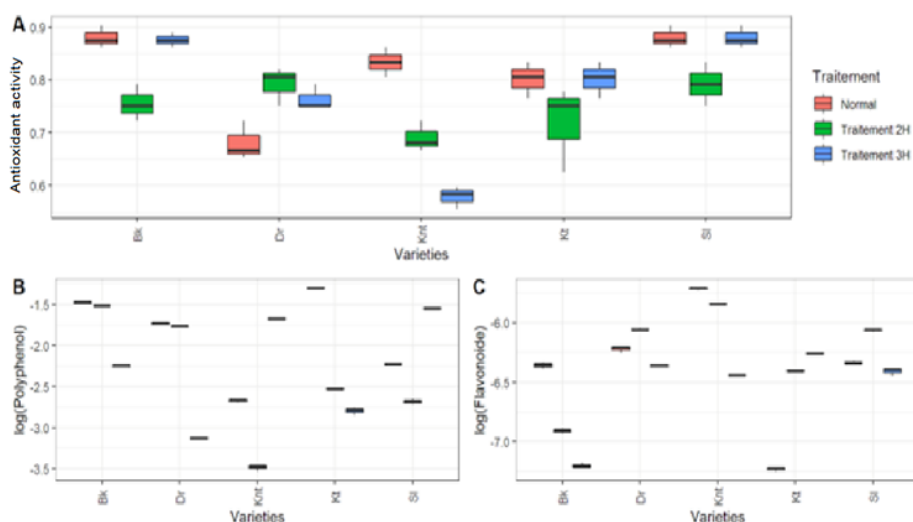 A
Antioxidant activity
0.9
0.8
0.7
0.6
Bk
Dr
Knt
Kt
Sl
Varieties
Traitement
Normal
Traitement 2H
Traitement 3H
B
log(Polyphenol)
-1.5
-2.0
-2.5
-3.0
-3.5
Bk
Dr
Knt
Kt
Sl
Varieties
C
log(Flavonoide)
-6.0
-6.5
-7.0
Bk
Dr
Knt
Kt
Sl
Varieties